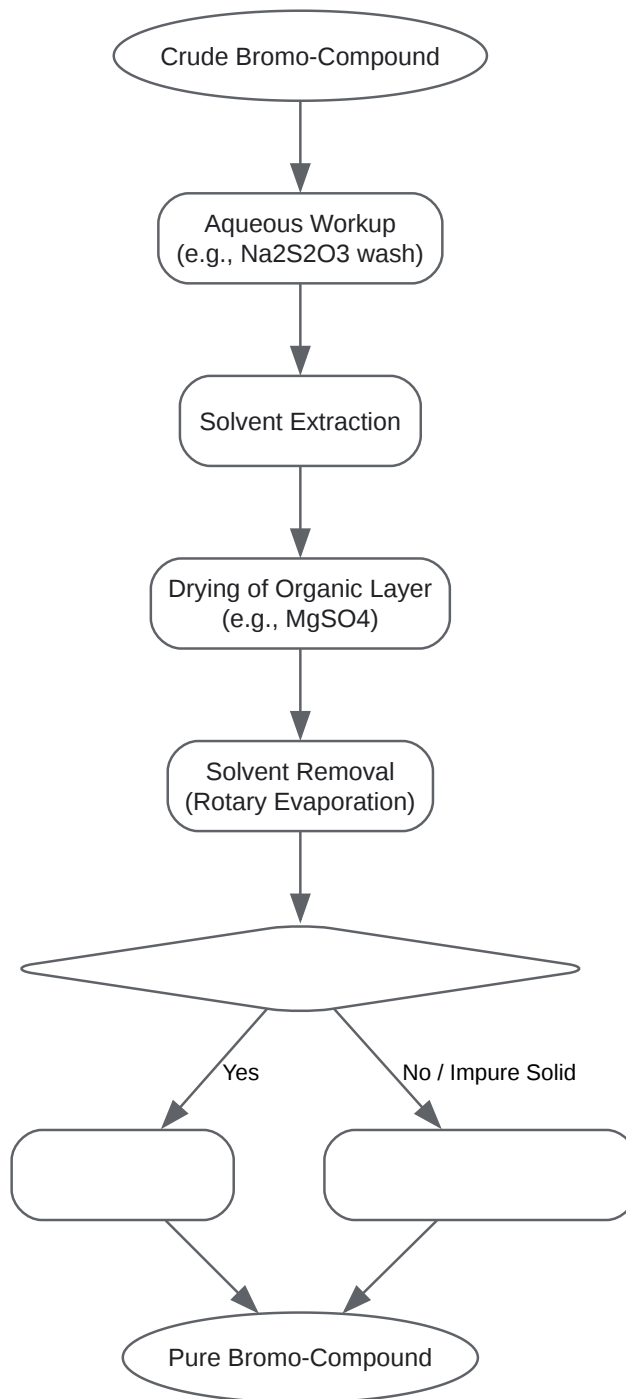 Crude Bromo-Compound
Aqueous Workup
(e.g., Na2S2O3 wash)
Solvent Extraction
Drying of Organic Layer
(e.g., MgSO4)
Solvent Removal
(Rotary Evaporation)
Yes
No / Impure Solid
Pure Bromo-Compound